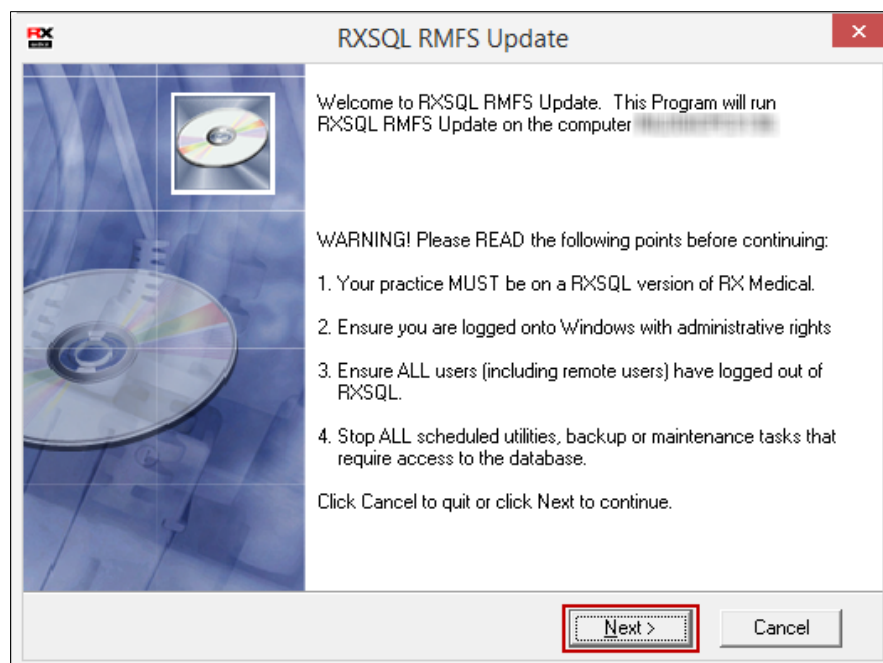 RX
RXSQL RMFS Update
Welcome to RXSQL RMFS Update. This Program will run
RXSQL RMFS Update on the computer
WARNING! Please READ the following points before continuing:
1. Your practice MUST be on a RXSQL version of RX Medical.
2. Ensure you are logged onto Windows with administrative rights
3. Ensure ALL users (including remote users) have logged out of
RXSQL.
4. Stop ALL scheduled utilities, backup or maintenance tasks that
require access to the database.
Click Cancel to quit or click Next to continue.
Next >
Cancel